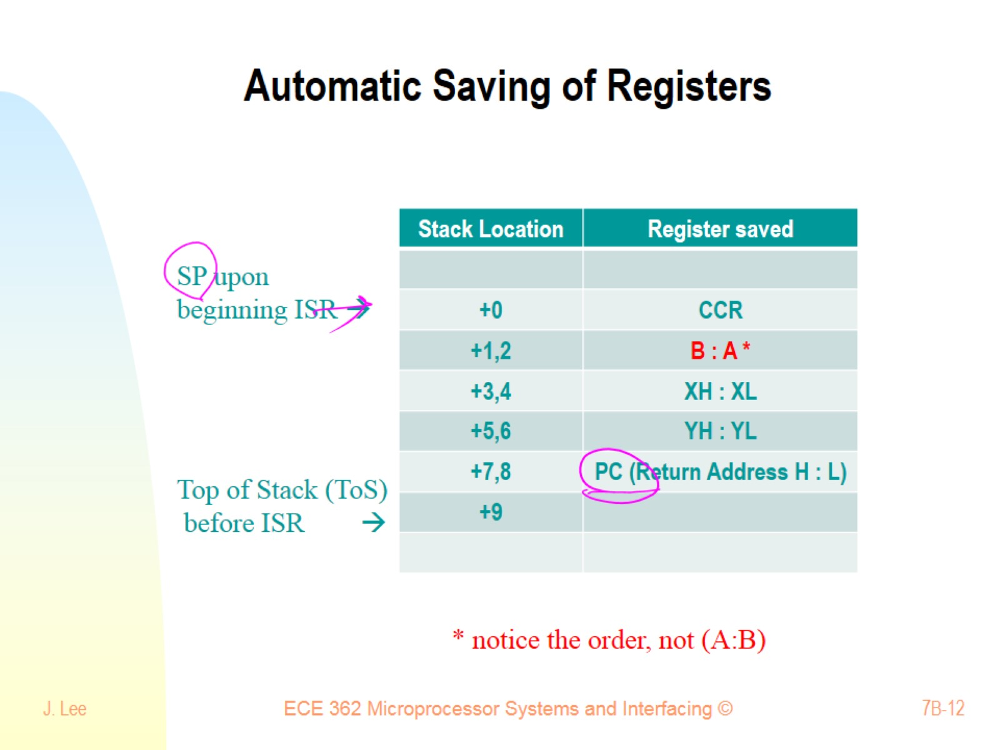 Automatic Saving of Registers
Stack Location Register saved
SP upon
beginning ISR →
+0 CCR
+1,2 B : A *
+3,4 XH : XL
+5,6 YH : YL
+7,8 PC (Return Address H : L)
Top of Stack (ToS)
before ISR →
+9
* notice the order, not (A:B)
J. Lee ECE 362 Microprocessor Systems and Interfacing © 7B-12